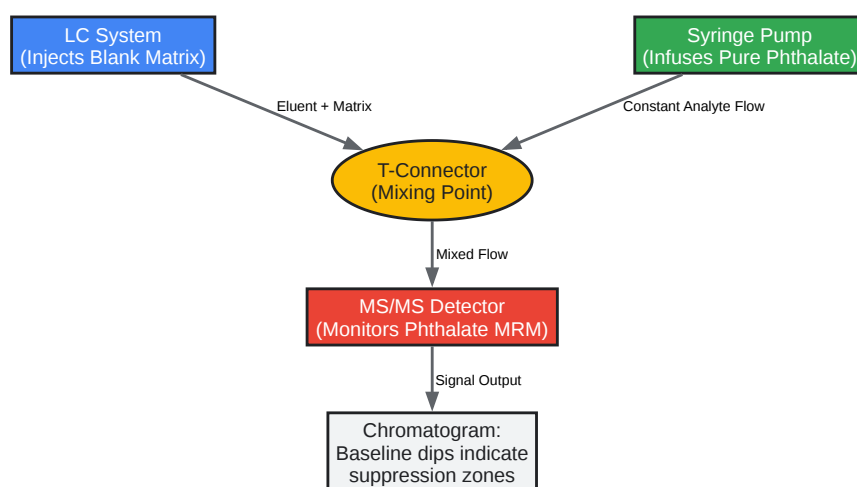 LC System
(Injects Blank Matrix)
Syringe Pump
(Infuses Pure Phthalate)
Eluent + Matrix
Constant Analyte Flow
T-Connector
(Mixing Point)
Mixed Flow
MS/MS Detector
(Monitors Phthalate MRM)
Signal Output
Chromatogram:
Baseline dips indicate
suppression zones